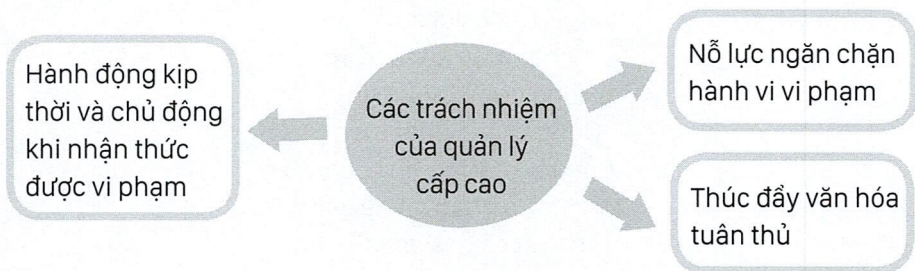 Hành động kịp
thời và chủ động
khi nhận thức
được vi phạm
Các trách nhiệm
của quản lý
cấp cao
Nỗ lực ngăn chặn
hành vi vi phạm
Thúc đẩy văn hóa
tuân thủ